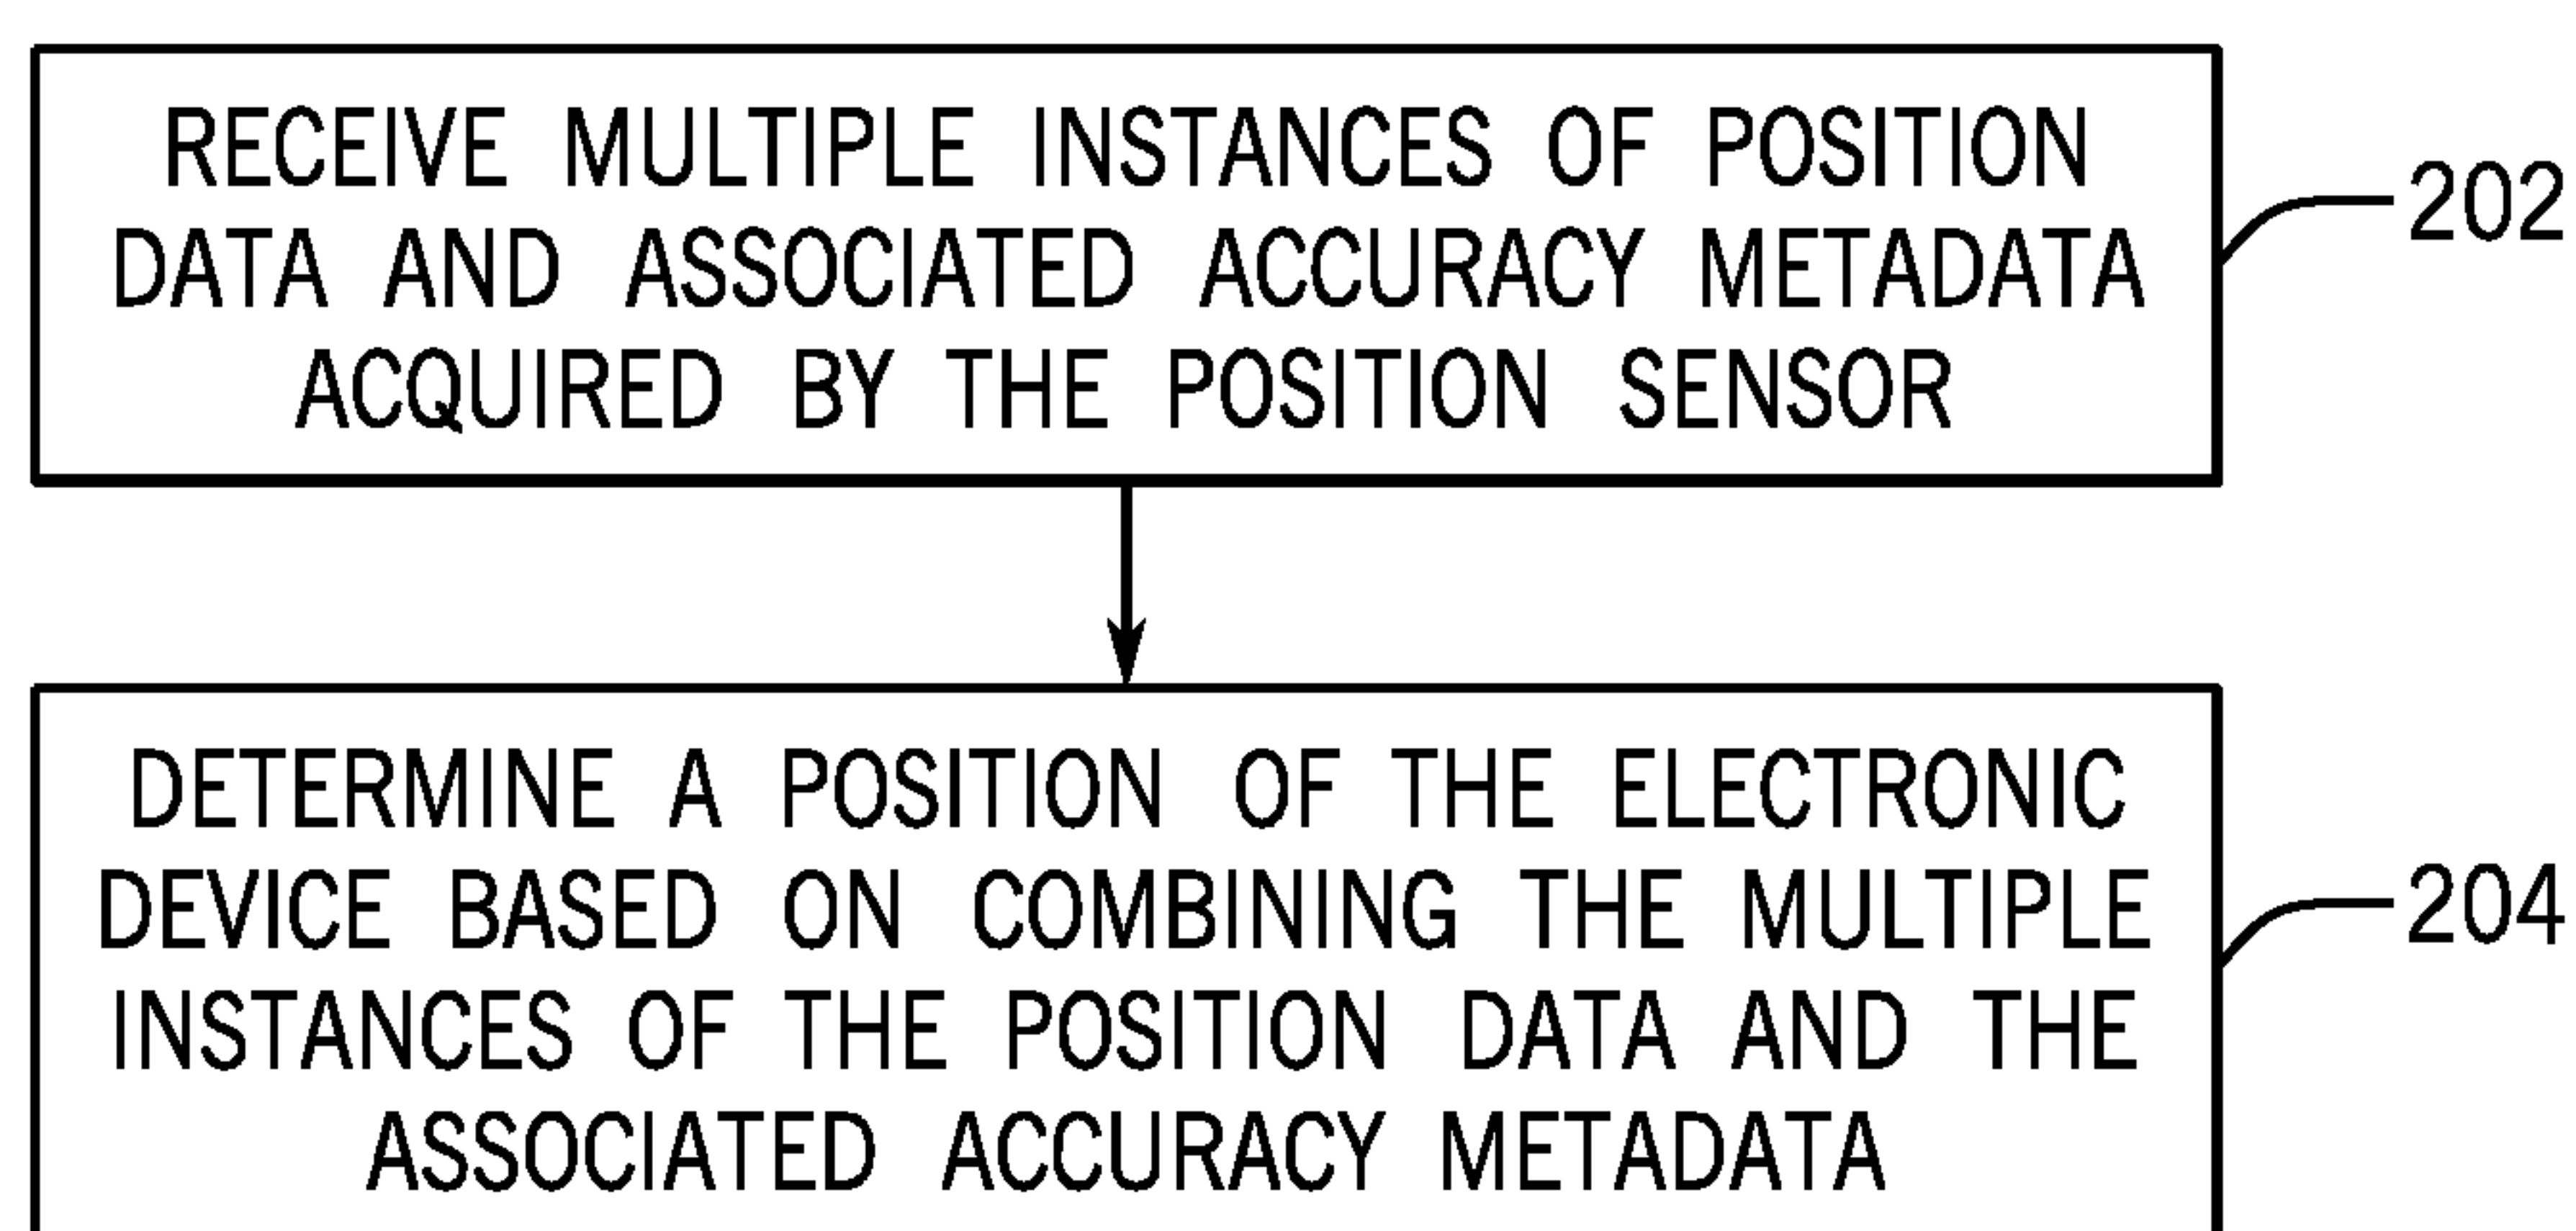 RECEIVE MULTIPLE INSTANCES OF POSITION
DATA AND ASSOCIATED ACCURACY METADATA
ACQUIRED BY THE POSITION SENSOR
202
DETERMINE A POSITION OF THE ELECTRONIC
DEVICE BASED ON COMBINING THE MULTIPLE
INSTANCES OF THE POSITION DATA AND THE
ASSOCIATED ACCURACY METADATA
204